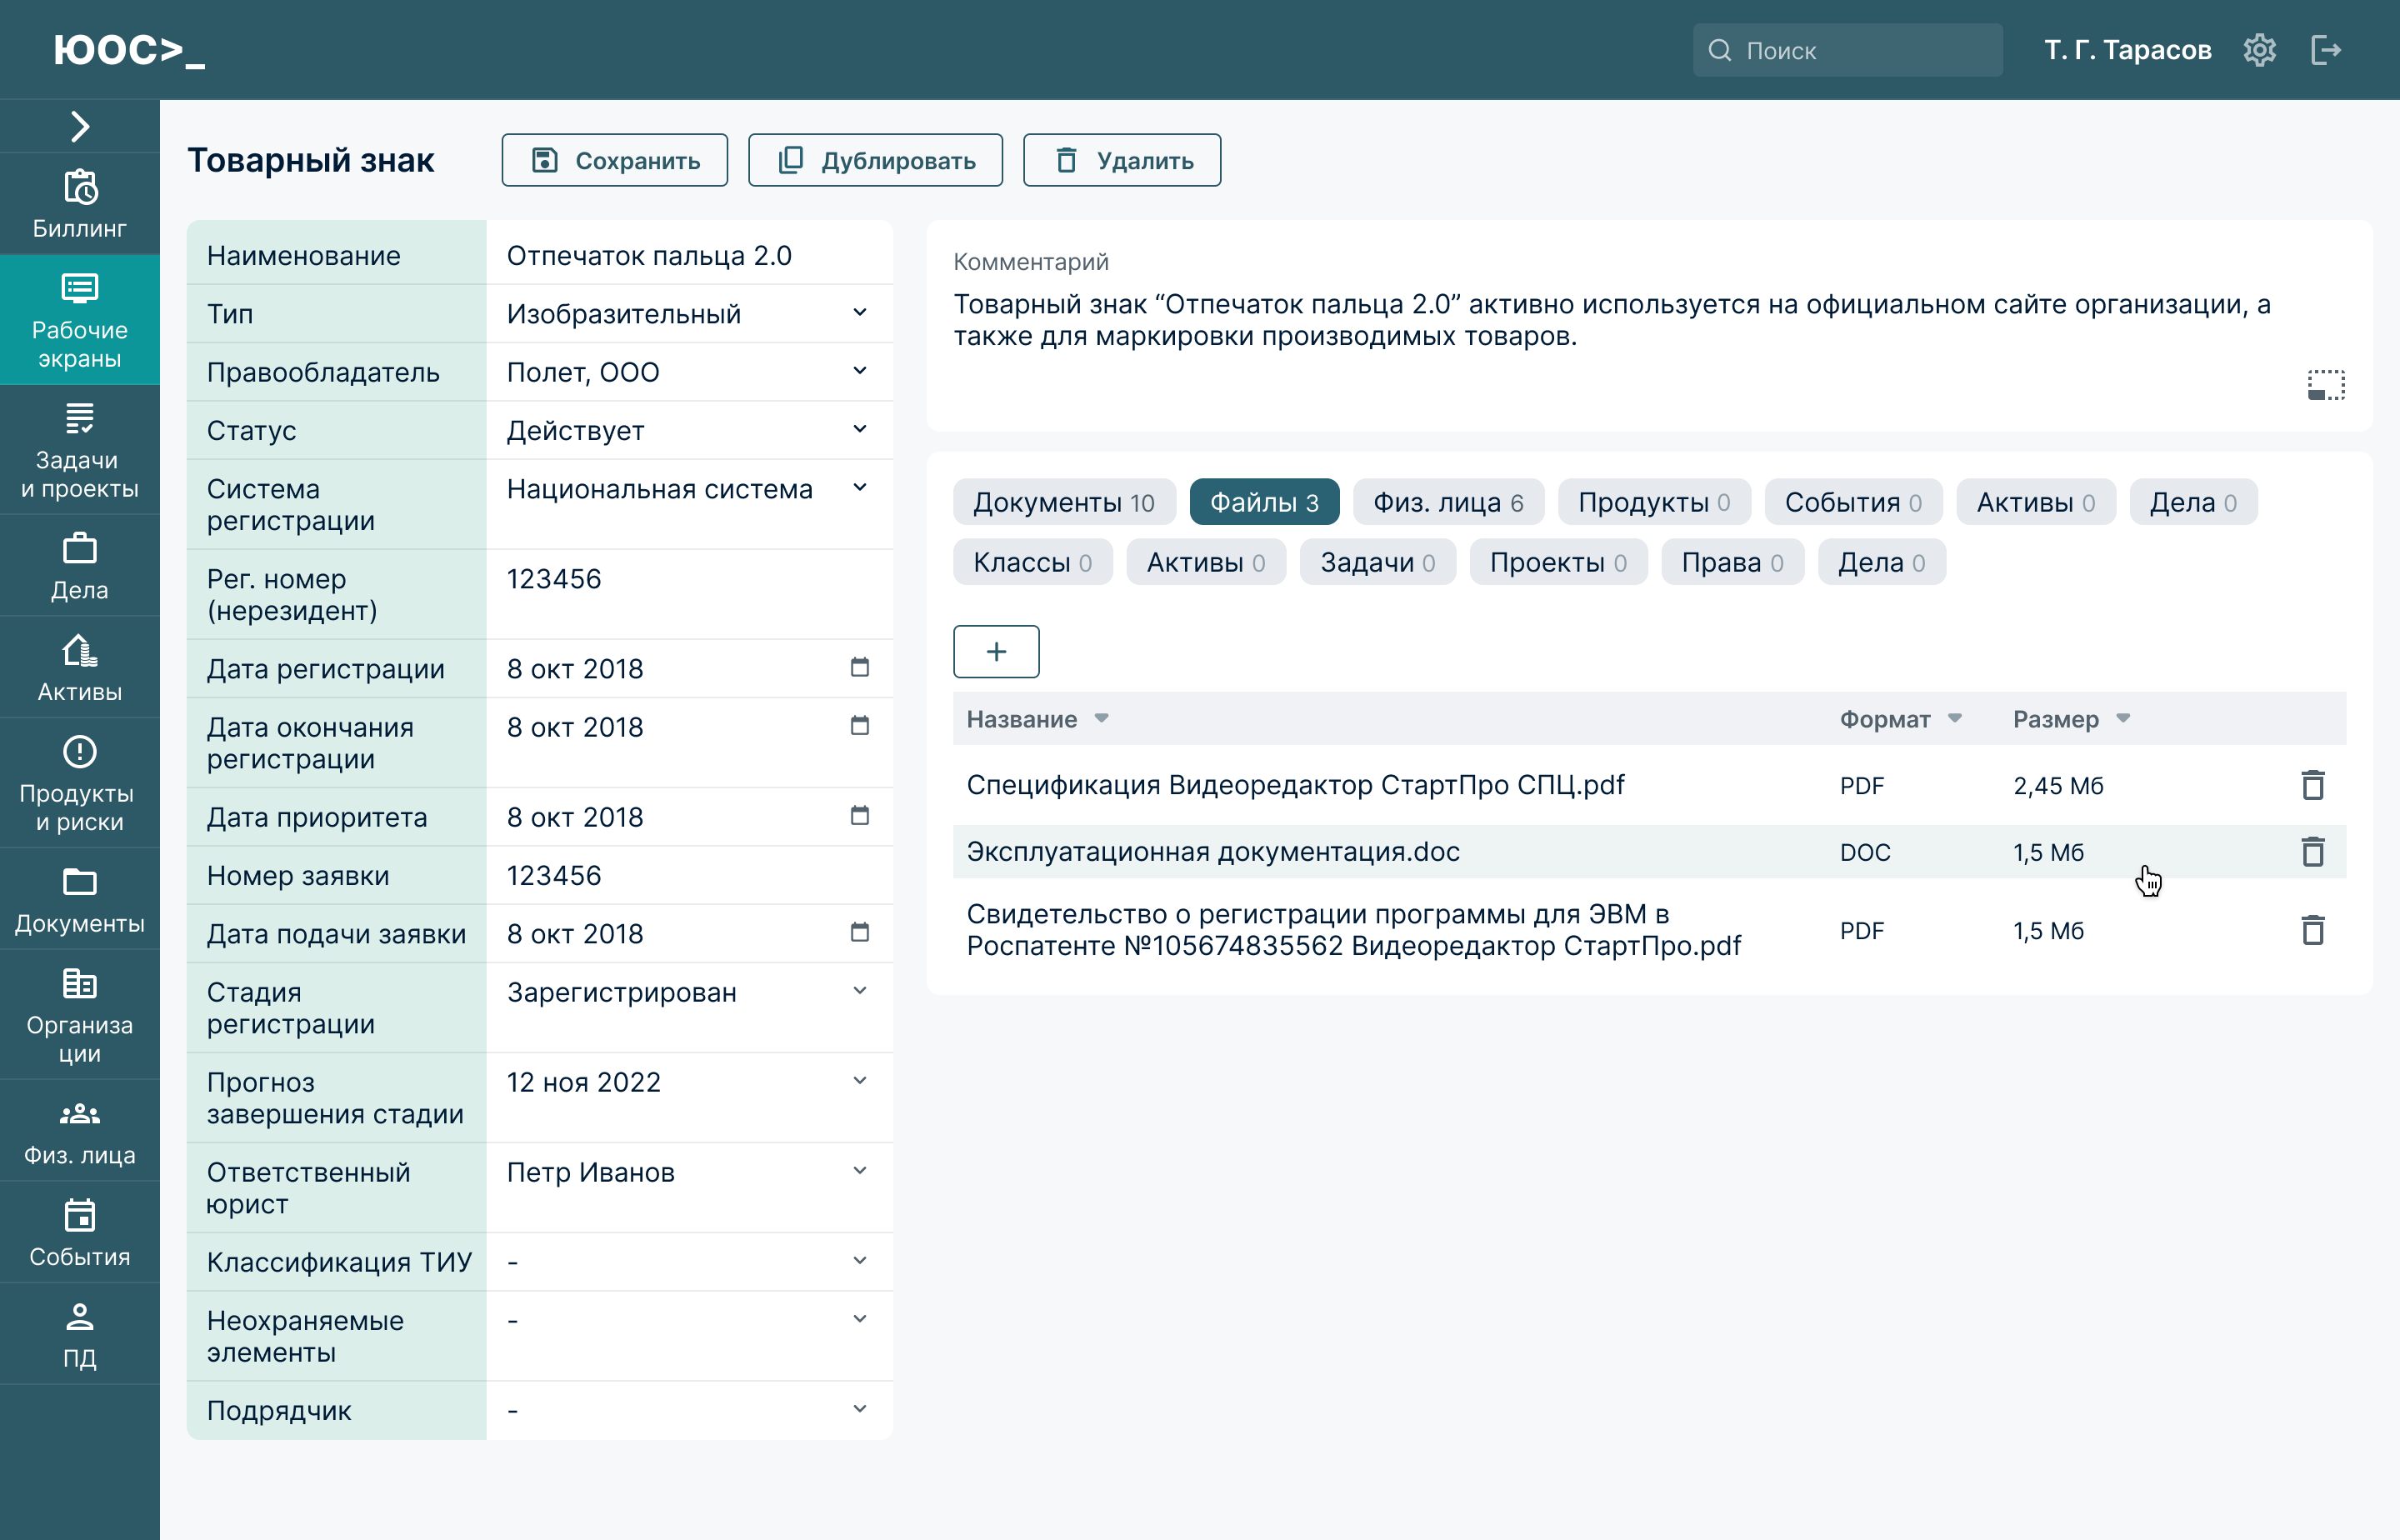 ЮОС>_
Поиск
Т. Г. Тарасов
Биллинг
Рабочие
экраны
Задачи
и проекты
Дела
Активы
Продукты
и риски
Документы
Организа
ции
Физ. лица
События
ПД
Товарный знак
Сохранить
Дублировать
Удалить
Наименование Отпечаток пальца 2.0
Тип Изобразительный
Правообладатель Полет, ООО
Статус Действует
Система Национальная система
регистрации
Рег. номер 123456
(нерезидент)
Дата регистрации 8 окт 2018
Дата окончания 8 окт 2018
регистрации
Дата приоритета 8 окт 2018
Номер заявки 123456
Дата подачи заявки 8 окт 2018
Стадия Зарегистрирован
регистрации
Прогноз 12 ноя 2022
завершения стадии
Ответственный Петр Иванов
юрист
Классификация ТИУ -
Неохраняемые -
элементы
Подрядчик -
Комментарий
Товарный знак “Отпечаток пальца 2.0” активно используется на официальном сайте организации, а
также для маркировки производимых товаров.
Документы 10 Файлы 3 Физ. лица 6 Продукты 0 События 0 Активы 0 Дела 0
Классы 0 Активы 0 Задачи 0 Проекты 0 Права 0 Дела 0
+
Название Формат Размер
Спецификация Видеоредактор СтартПро СПЦ.pdf PDF 2,45 Мб
Эксплуатационная документация.doc DOC 1,5 Мб
Свидетельство о регистрации программы для ЭВМ в
Роспатенте №105674835562 Видеоредактор СтартПро.pdf PDF 1,5 Мб